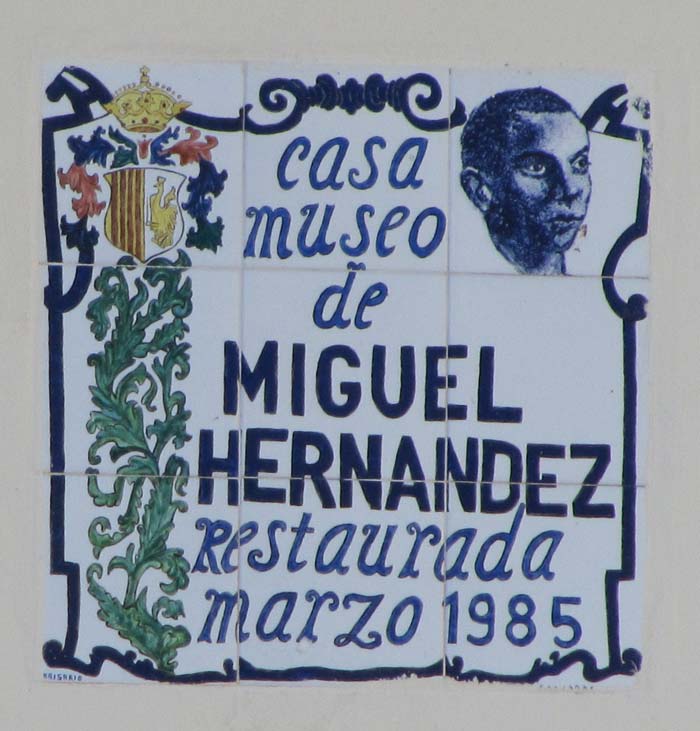 casa
museo
de
MIGUEL
HERNANDEZ
Restaurada
marzo 1985